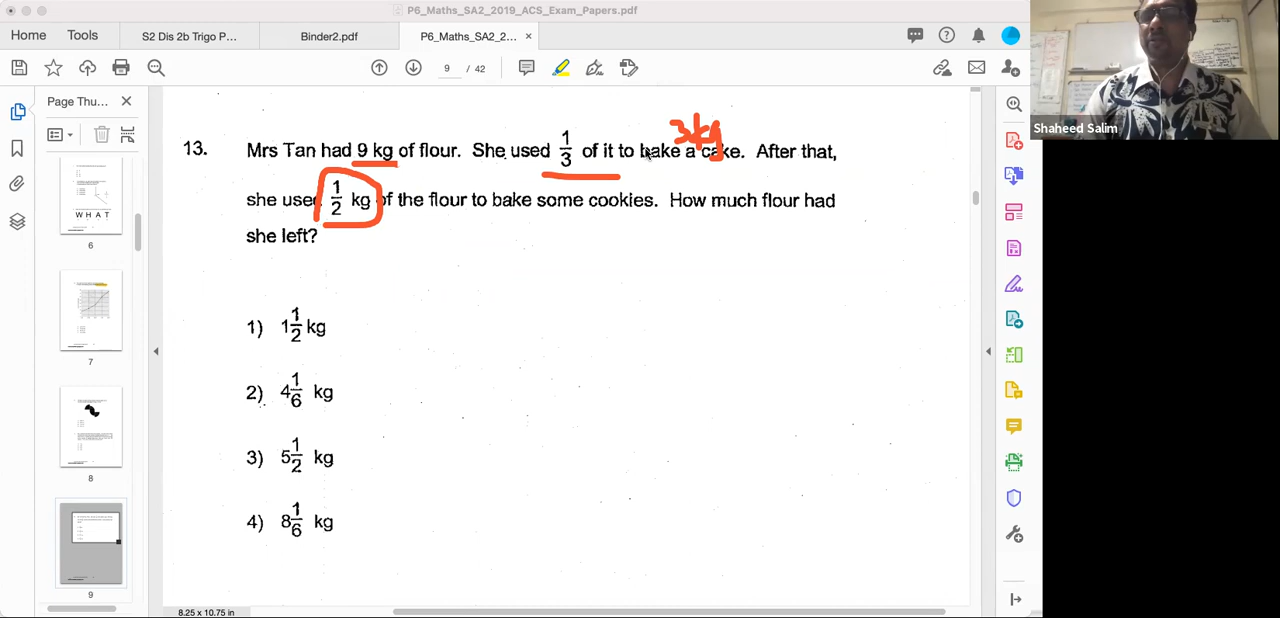 P6_Maths_SA2_2019_ACS_Exam_Papers.pdf
Home Tools S2 Dis 2b Trigo P... Binder2.pdf P6_Maths_SA2_2... ×
9 / 42
Page Thu...
6
7
8
9
WHAT
3kg
13. Mrs Tan had 9 kg of flour. She used 1/3 of it to bake a cake. After that,
she used 1/2 kg of the flour to bake some cookies. How much flour had
she left?
1) 1 1/2 kg
2) 4 1/6 kg
3) 5 1/2 kg
4) 8 1/6 kg
8.25 x 10.75 in
Shaheed Salim